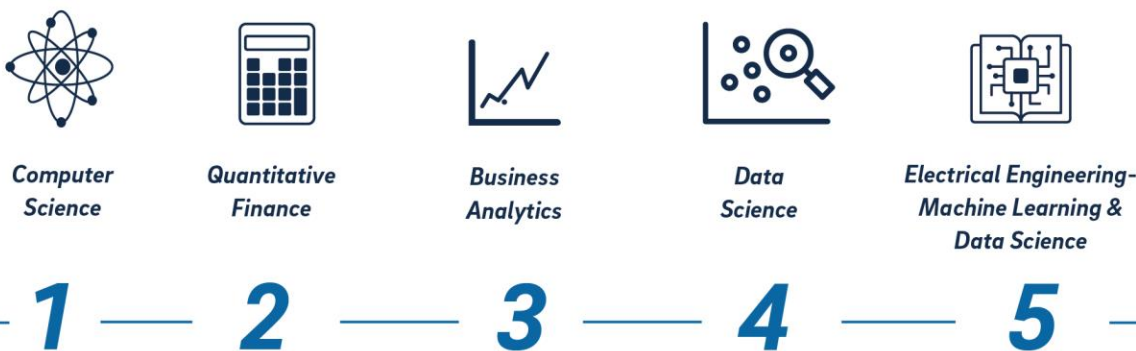 Computer
Science
Quantitative
Finance
Business
Analytics
Data
Science
Electrical Engineering-
Machine Learning &
Data Science
1
2
3
4
5